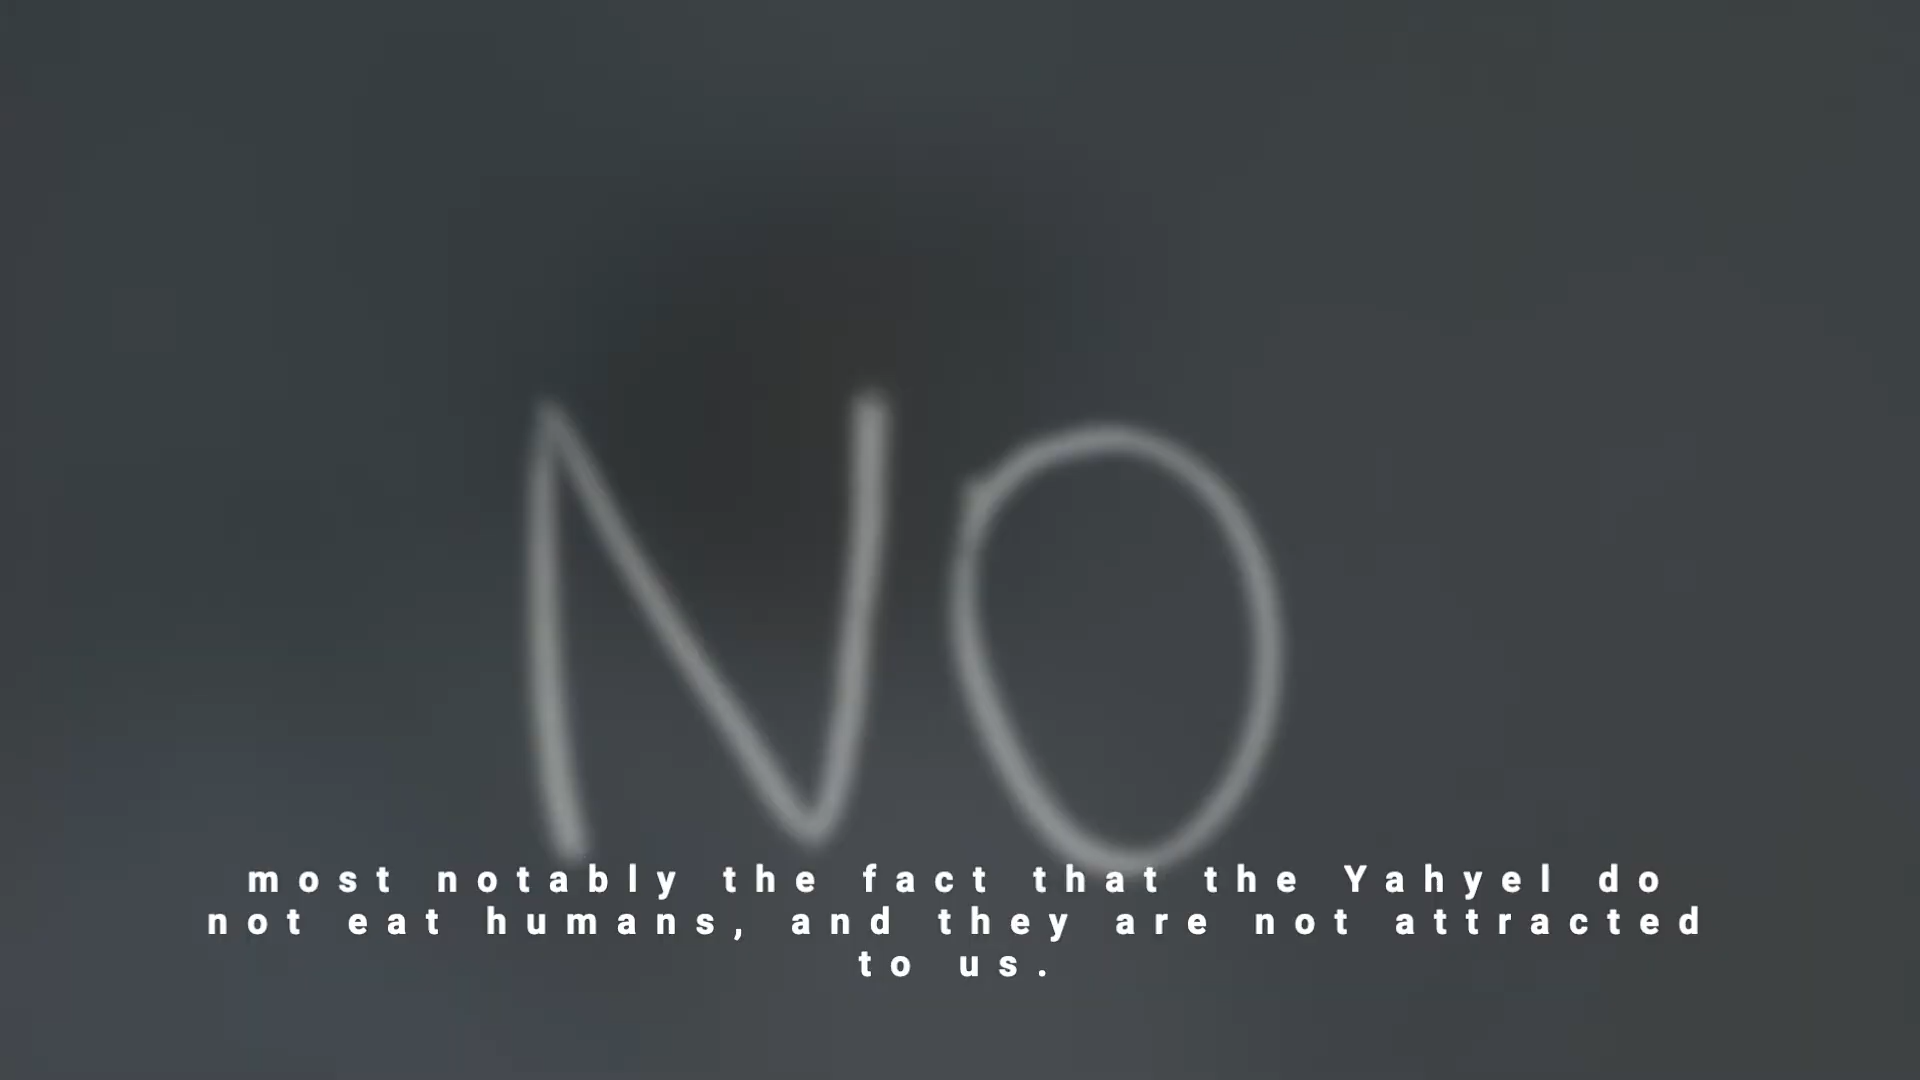 NO
most notably the fact that the Yahyel do
not eat humans, and they are not attracted
to us.